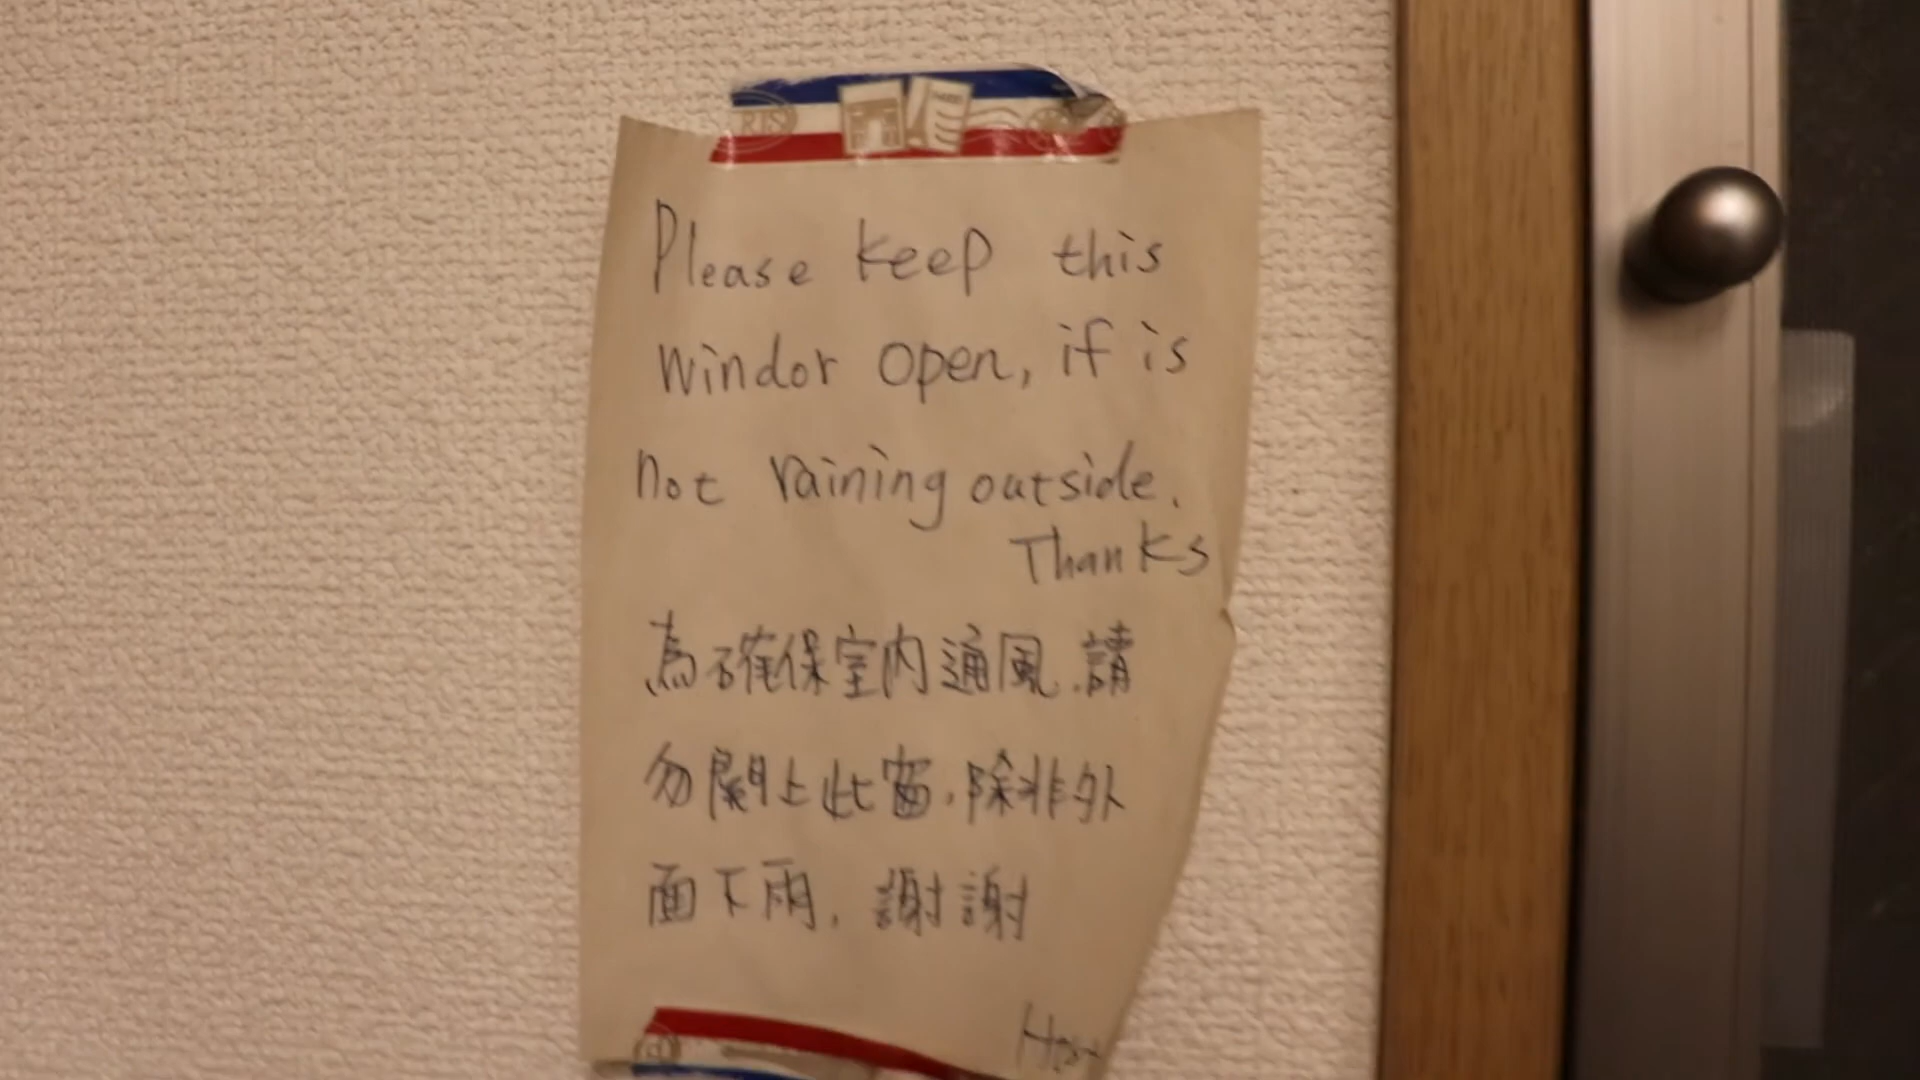 Please keep this
windor open, if is
not raining outside.
Thanks
為確保室內通風.請
勿關上此窗,除非外
面下雨,謝謝
Host